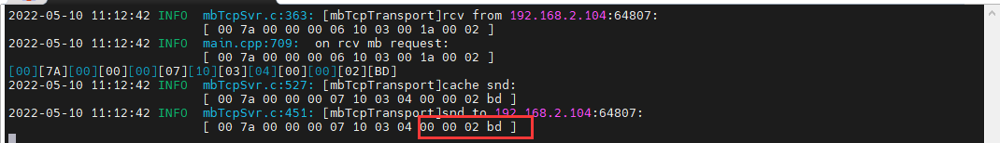 2022-05-10 11:12:42 INFO  mbTcpSvr.c:363: [mbTcpTransport]rcv from 192.168.2.104:64807:
[ 00 7a 00 00 00 06 10 03 00 1a 00 02 ]
2022-05-10 11:12:42 INFO  main.cpp:709:  on rcv mb request:
[ 00 7a 00 00 00 06 10 03 00 1a 00 02 ]
[00][7A][00][00][00][07][10][03][04][00][00][02][BD]
2022-05-10 11:12:42 INFO  mbTcpSvr.c:527: [mbTcpTransport]cache snd:
[ 00 7a 00 00 00 07 10 03 04 00 00 02 bd ]
2022-05-10 11:12:42 INFO  mbTcpSvr.c:451: [mbTcpTransport]snd to 192.168.2.104:64807:
[ 00 7a 00 00 00 07 10 03 04 00 00 02 bd ]